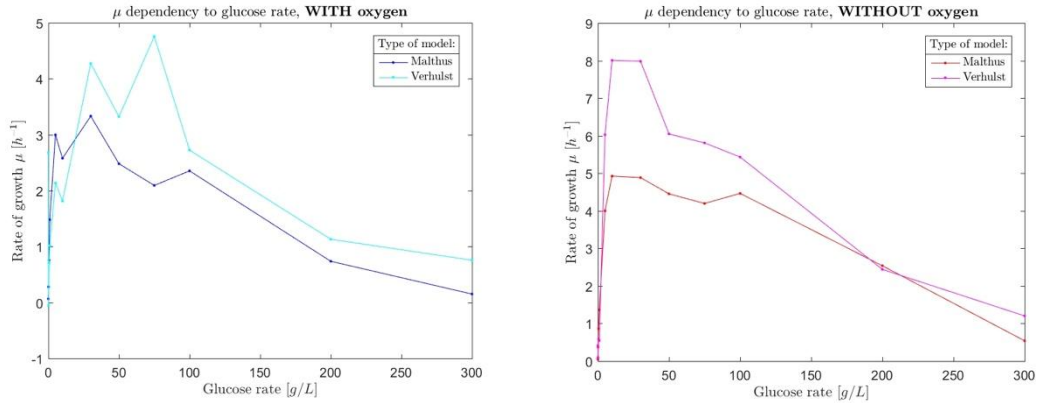 μ dependency to glucose rate, WITH oxygen
Type of model:
Malthus
Verhulst
5
4
3
2
1
0
-1
Rate of growth μ [h⁻¹]
0 50 100 150 200 250 300
Glucose rate [g/L]
μ dependency to glucose rate, WITHOUT oxygen
Type of model:
Malthus
Verhulst
9
8
7
6
5
4
3
2
1
0
Rate of growth μ [h⁻¹]
0 50 100 150 200 250 300
Glucose rate [g/L]